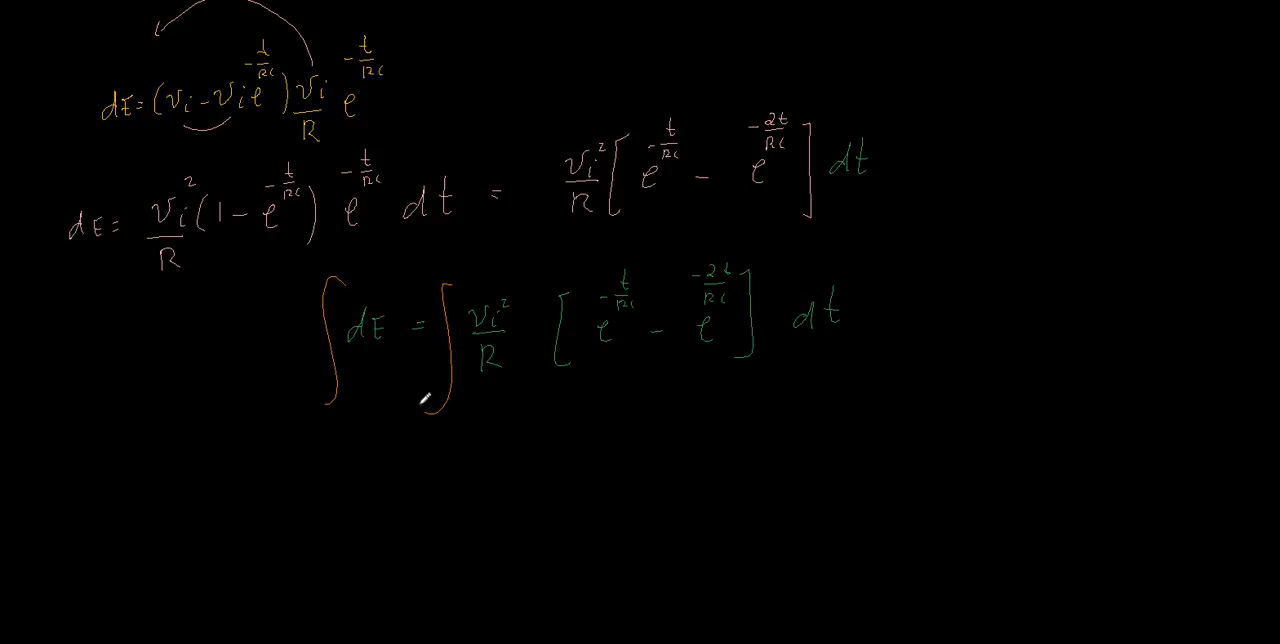 dE = (vᵢ - vᵢe^(-t/RC)) vᵢ/R e^(-t/RC)
dE = vᵢ²/R (1 - e^(-t/RC)) e^(-t/RC) dt = vᵢ²/R [e^(-t/RC) - e^(-2t/RC)] dt
∫ dE = ∫ vᵢ²/R [e^(-t/RC) - e^(-2t/RC)] dt